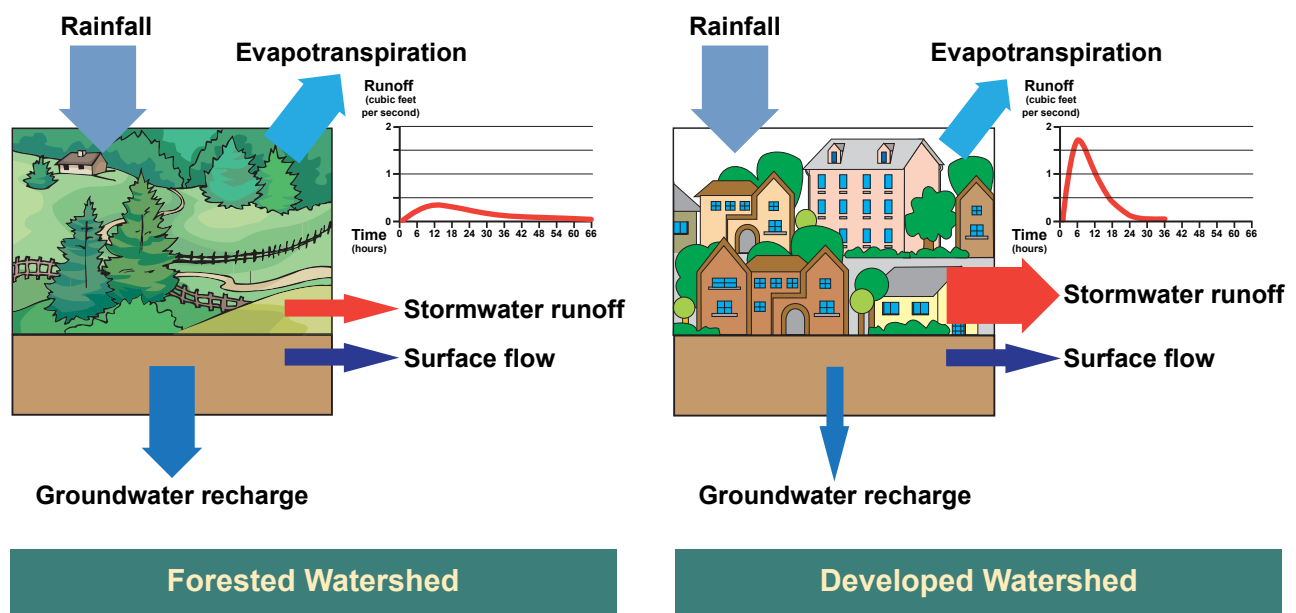 Rainfall
Evapotranspiration
Runoff
(cubic feet
per second)
2
1
0
Time
(hours)
0 6 12 18 24 30 36 42 48 54 60 66
Stormwater runoff
Surface flow
Groundwater recharge
Forested Watershed
Rainfall
Evapotranspiration
Runoff
(cubic feet
per second)
2
1
0
Time
(hours)
0 6 12 18 24 30 36 42 48 54 60 66
Stormwater runoff
Surface flow
Groundwater recharge
Developed Watershed